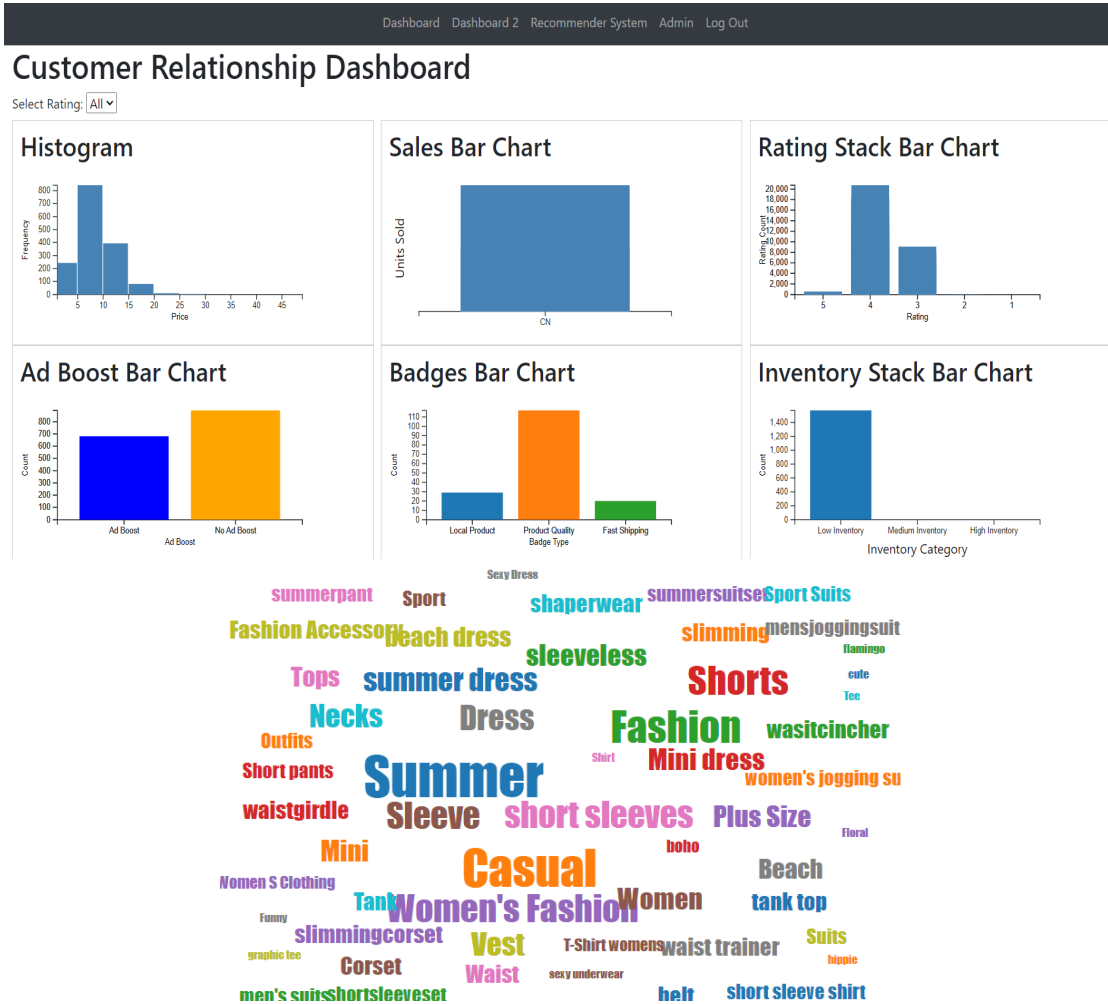 Dashboard Dashboard 2 Recommender System Admin Log Out
Customer Relationship Dashboard
Select Rating: All
Histogram
800
700
600
500
400
300
200
100
0
Frequency
5 10 15 20 25 30 35 40 45
Price
Sales Bar Chart
Units Sold
CN
Rating Stack Bar Chart
20,000
18,000
16,000
14,000
12,000
10,000
8,000
6,000
4,000
2,000
0
Rating Count
5 4 3 2 1
Rating
Ad Boost Bar Chart
800
700
600
500
400
300
200
100
0
Count
Ad Boost No Ad Boost
Ad Boost
Badges Bar Chart
110
100
90
80
70
60
50
40
30
20
10
0
Count
Local Product Product Quality Fast Shipping
Badge Type
Inventory Stack Bar Chart
1,400
1,200
1,000
800
600
400
200
0
Count
Low Inventory Medium Inventory High Inventory
Inventory Category
Sexy Dress
summerpant Sport shaperwear summersuitset Sport Suits
Fashion Accessory beach dress slimming mensjoggingsuit
sleeveless flamingo
Tops summer dress Shorts cute
Tee
Necks Dress Fashion wasitcincher
Outfits Shirt Mini dress
Short pants Summer women's jogging su
waistgirdle Sleeve short sleeves Plus Size
Floral
Mini boho
Casual Beach
Women S Clothing
Tank Women's Fashion Women tank top
Funny
slimmingcorset Vest T-Shirt womens waist trainer Suits
graphic tee hippie
Corset Waist sexy underwear
men's suits shortsleeveset belt short sleeve shirt